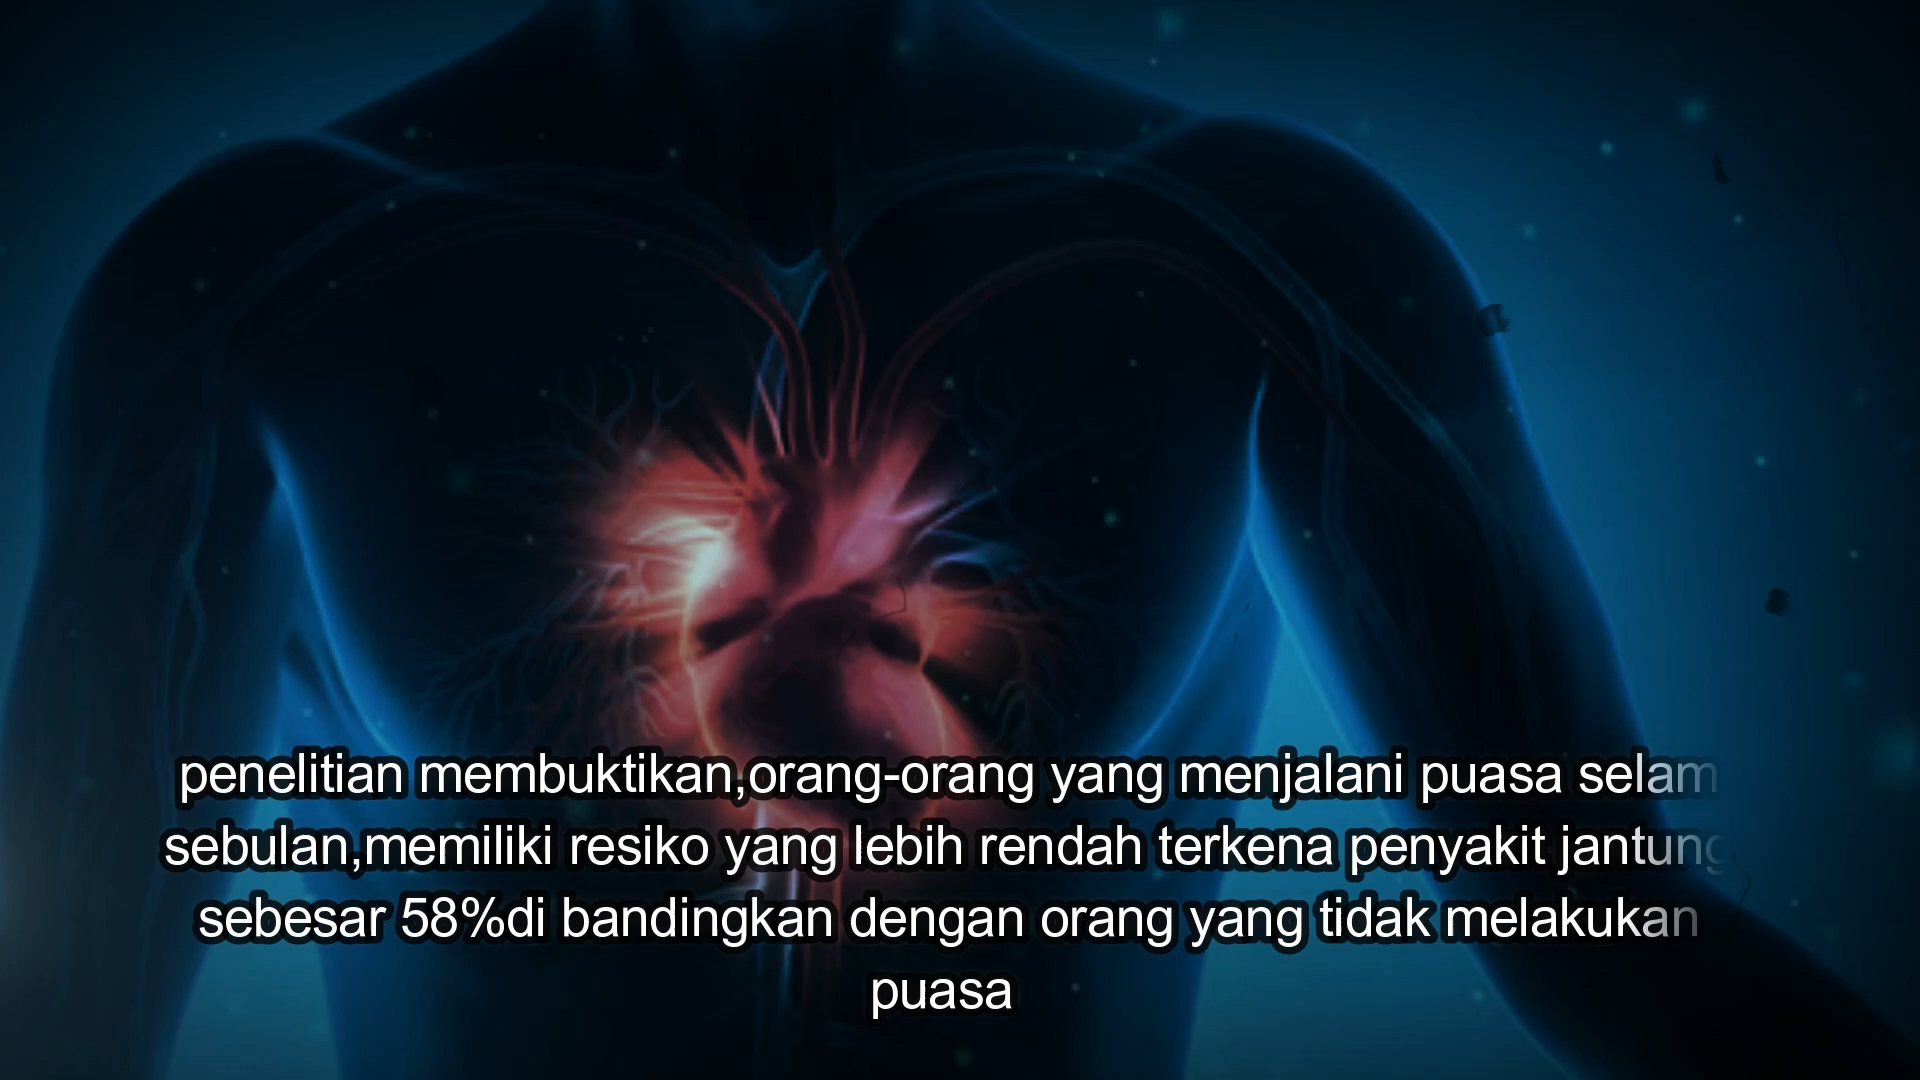 penelitian membuktikan,orang-orang yang menjalani puasa selam
sebulan,memiliki resiko yang lebih rendah terkena penyakit jantung
sebesar 58%di bandingkan dengan orang yang tidak melakukan
puasa